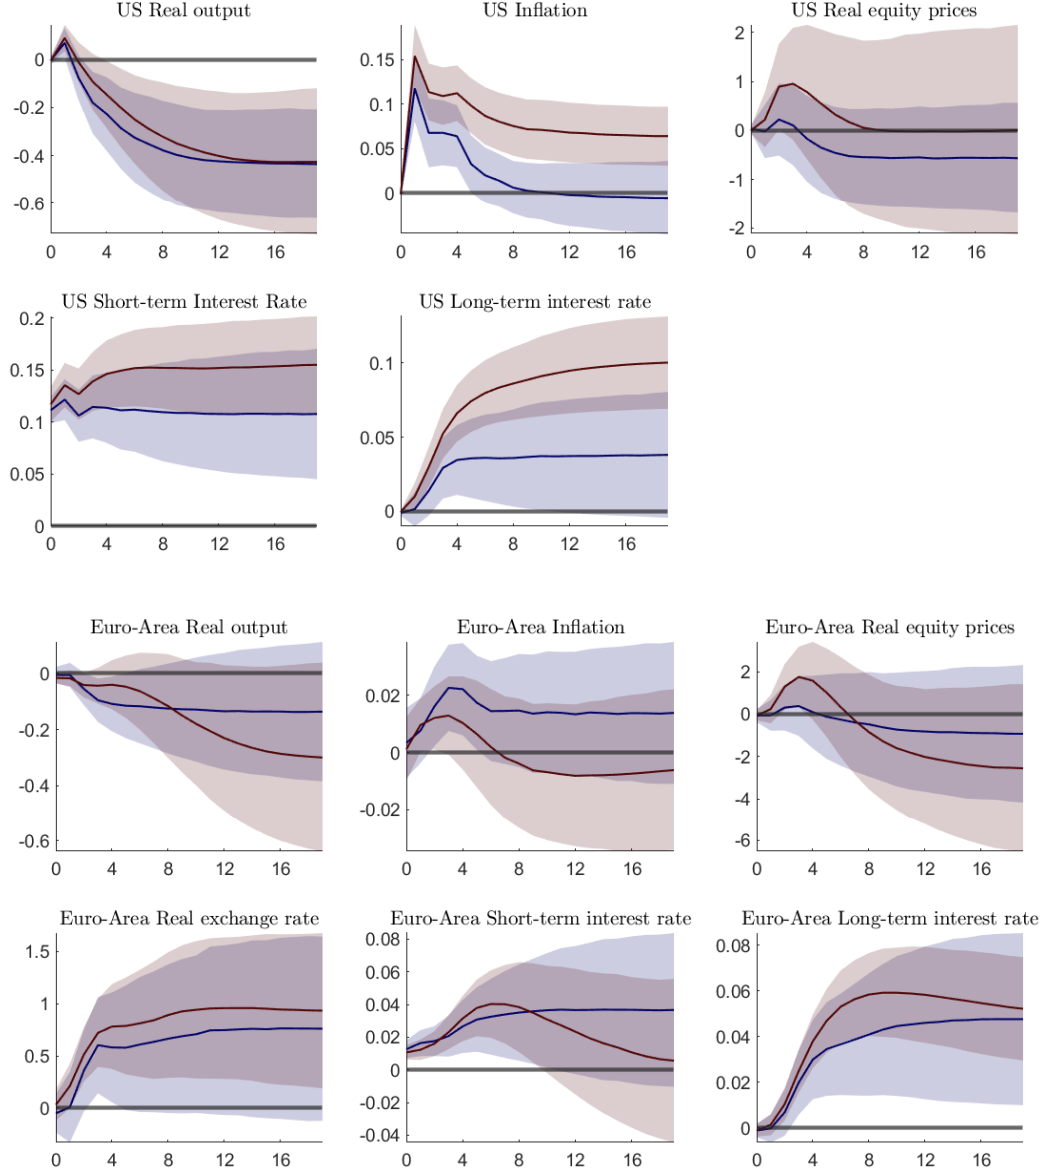 US Real output
US Inflation
US Real equity prices
0
-0.2
-0.4
-0.6
0 4 8 12 16
0.15
0.1
0.05
0
0 4 8 12 16
2
1
0
-1
-2
0 4 8 12 16
US Short-term Interest Rate
US Long-term interest rate
0.2
0.15
0.1
0.05
0
0 4 8 12 16
0.1
0.05
0
0 4 8 12 16
Euro-Area Real output
Euro-Area Inflation
Euro-Area Real equity prices
0
-0.2
-0.4
-0.6
0 4 8 12 16
0.02
0
-0.02
0 4 8 12 16
2
0
-2
-4
-6
0 4 8 12 16
Euro-Area Real exchange rate
Euro-Area Short-term interest rate
Euro-Area Long-term interest rate
1.5
1
0.5
0
0 4 8 12 16
0.08
0.06
0.04
0.02
0
-0.02
-0.04
0 4 8 12 16
0.08
0.06
0.04
0.02
0
0 4 8 12 16